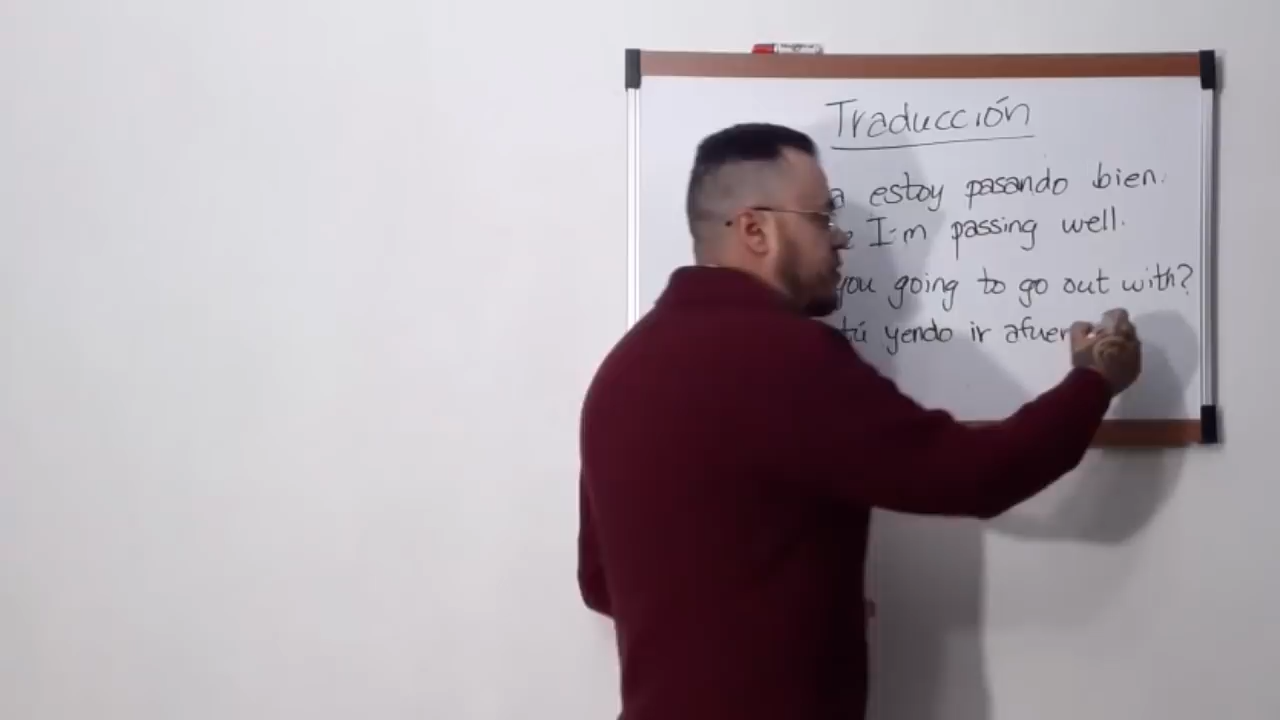 Traducción
a estoy pasando bien.
e I'm passing well.
you going to go out with?
tú yendo ir afuer